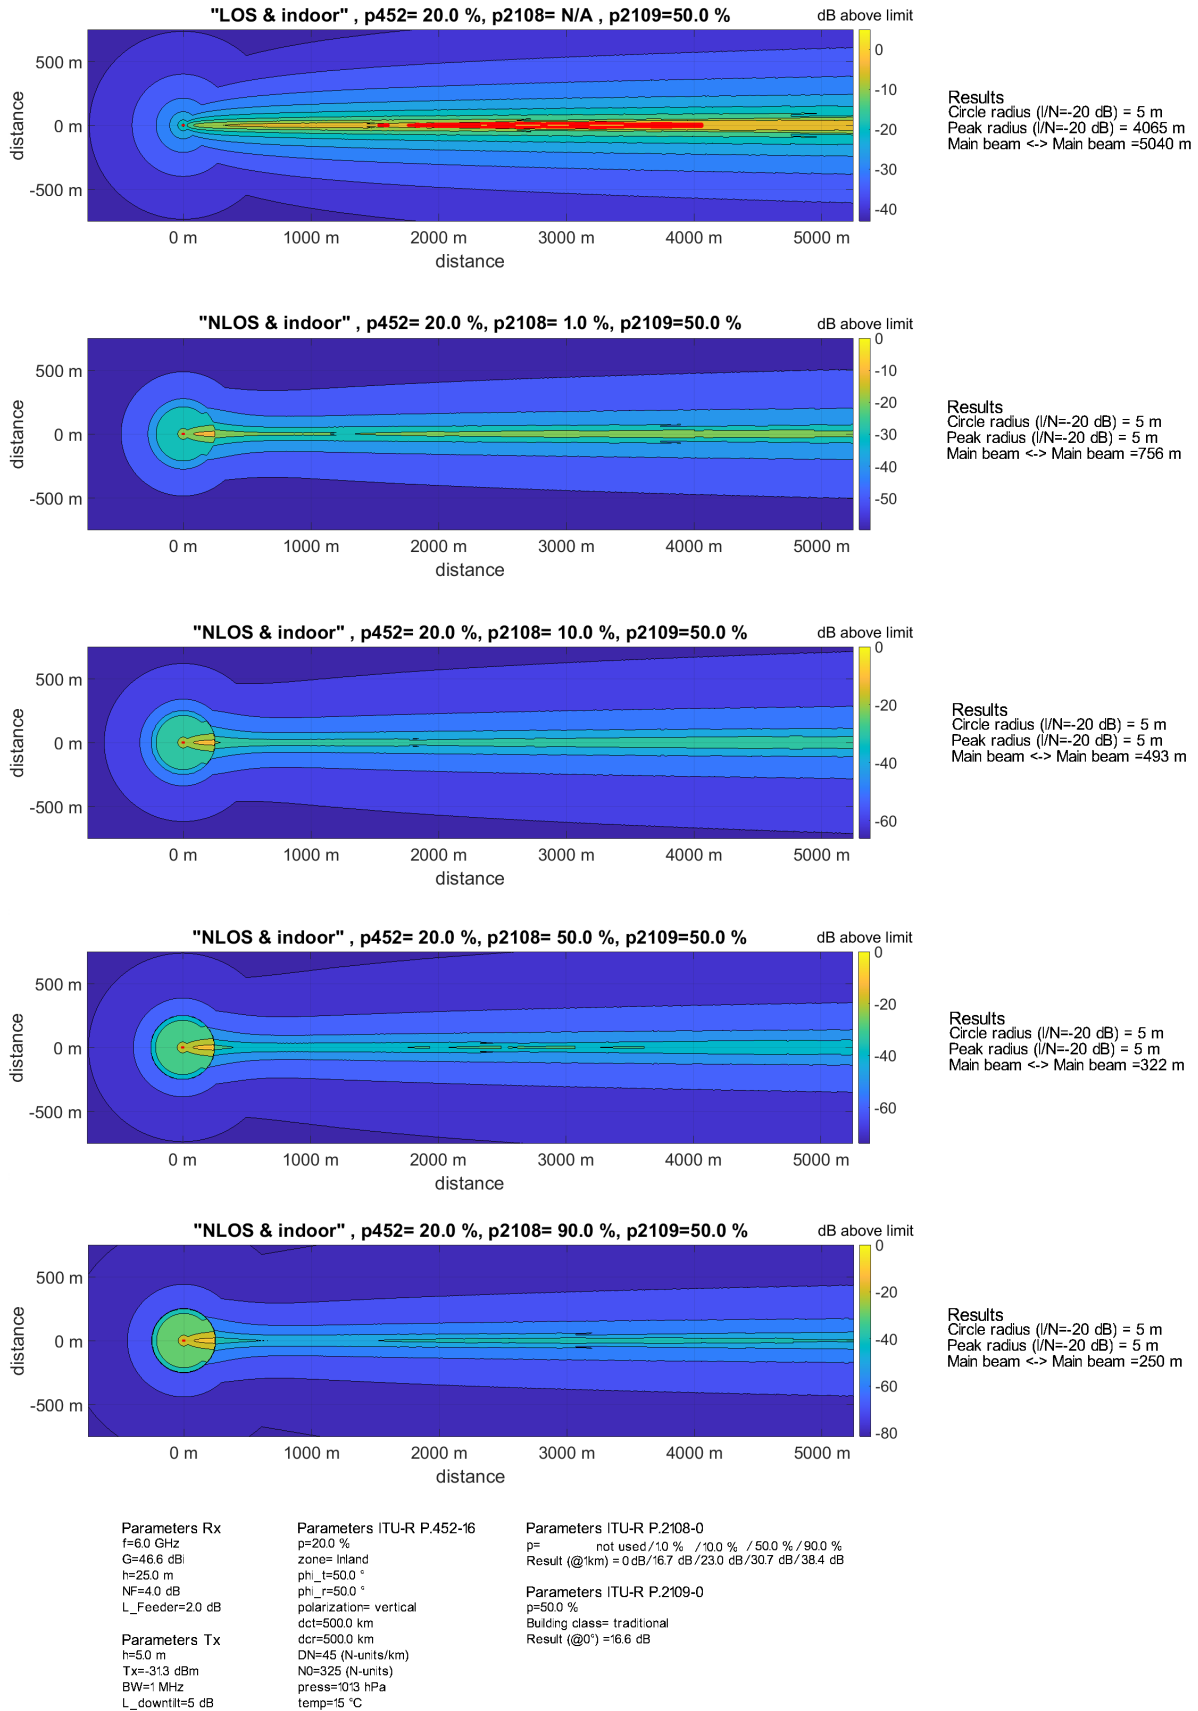 "LOS & indoor" , p452= 20.0 %, p2108= N/A , p2109=50.0 %
dB above limit
500 m
0 m
-500 m
distance
0 m 1000 m 2000 m 3000 m 4000 m 5000 m
distance
0
-10
-20
-30
-40
Results
Circle radius (I/N=-20 dB) = 5 m
Peak radius (I/N=-20 dB) = 4065 m
Main beam <-> Main beam =5040 m
"NLOS & indoor" , p452= 20.0 %, p2108= 1.0 %, p2109=50.0 %
dB above limit
500 m
0 m
-500 m
distance
0 m 1000 m 2000 m 3000 m 4000 m 5000 m
distance
0
-10
-20
-30
-40
-50
Results
Circle radius (I/N=-20 dB) = 5 m
Peak radius (I/N=-20 dB) = 5 m
Main beam <-> Main beam =756 m
"NLOS & indoor" , p452= 20.0 %, p2108= 10.0 %, p2109=50.0 %
dB above limit
500 m
0 m
-500 m
distance
0 m 1000 m 2000 m 3000 m 4000 m 5000 m
distance
0
-20
-40
-60
Results
Circle radius (I/N=-20 dB) = 5 m
Peak radius (I/N=-20 dB) = 5 m
Main beam <-> Main beam =493 m
"NLOS & indoor" , p452= 20.0 %, p2108= 50.0 %, p2109=50.0 %
dB above limit
500 m
0 m
-500 m
distance
0 m 1000 m 2000 m 3000 m 4000 m 5000 m
distance
0
-20
-40
-60
Results
Circle radius (I/N=-20 dB) = 5 m
Peak radius (I/N=-20 dB) = 5 m
Main beam <-> Main beam =322 m
"NLOS & indoor" , p452= 20.0 %, p2108= 90.0 %, p2109=50.0 %
dB above limit
500 m
0 m
-500 m
distance
0 m 1000 m 2000 m 3000 m 4000 m 5000 m
distance
0
-20
-40
-60
-80
Results
Circle radius (I/N=-20 dB) = 5 m
Peak radius (I/N=-20 dB) = 5 m
Main beam <-> Main beam =250 m
Parameters Rx
f=6.0 GHz
G=46.6 dBi
h=25.0 m
NF=4.0 dB
L_Feeder=2.0 dB
Parameters Tx
h=5.0 m
Tx=-31.3 dBm
BW=1 MHz
L_downtilt=5 dB
Parameters ITU-R P.452-16
p=20.0 %
zone= Inland
phi_t=50.0 °
phi_r=50.0 °
polarization= vertical
dct=500.0 km
dcr=500.0 km
DN=45 (N-units/km)
N0=325 (N-units)
press=1013 hPa
temp=15 °C
Parameters ITU-R P.2108-0
p= not used / 1.0 % / 10.0 % / 50.0 % / 90.0 %
Result (@1km) = 0 dB/16.7 dB/23.0 dB/30.7 dB/38.4 dB
Parameters ITU-R P.2109-0
p=50.0 %
Building class= traditional
Result (@0°) =16.6 dB